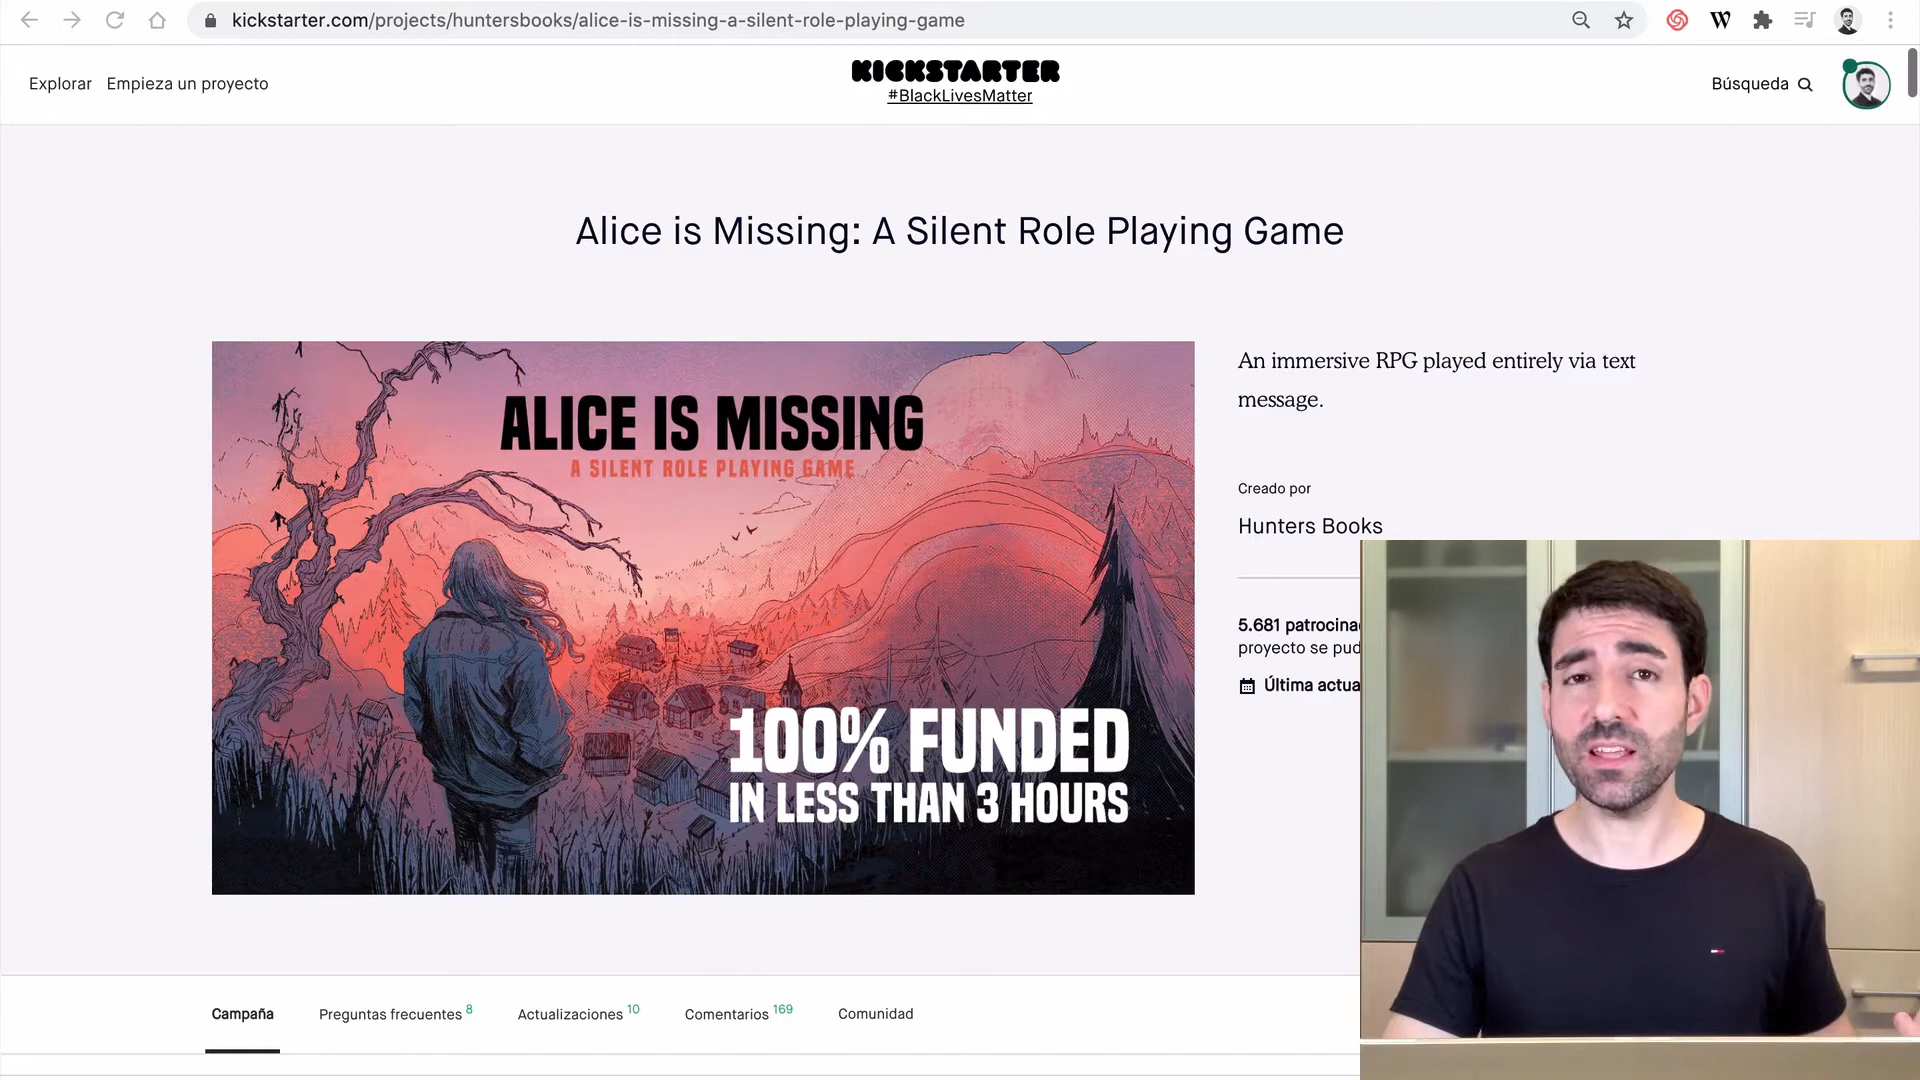 kickstarter.com/projects/huntersbooks/alice-is-missing-a-silent-role-playing-game
W
Explorar
Empieza un proyecto
KICKSTARTER
#BlackLivesMatter
Búsqueda
Alice is Missing: A Silent Role Playing Game
ALICE IS MISSING
A SILENT ROLE PLAYING GAME
100% FUNDED
IN LESS THAN 3 HOURS
An immersive RPG played entirely via text
message.
Creado por
Hunters Books
5.681 patrocina
proyecto se pud
Última actua
Campaña
Preguntas frecuentes 8
Actualizaciones 10
Comentarios 169
Comunidad